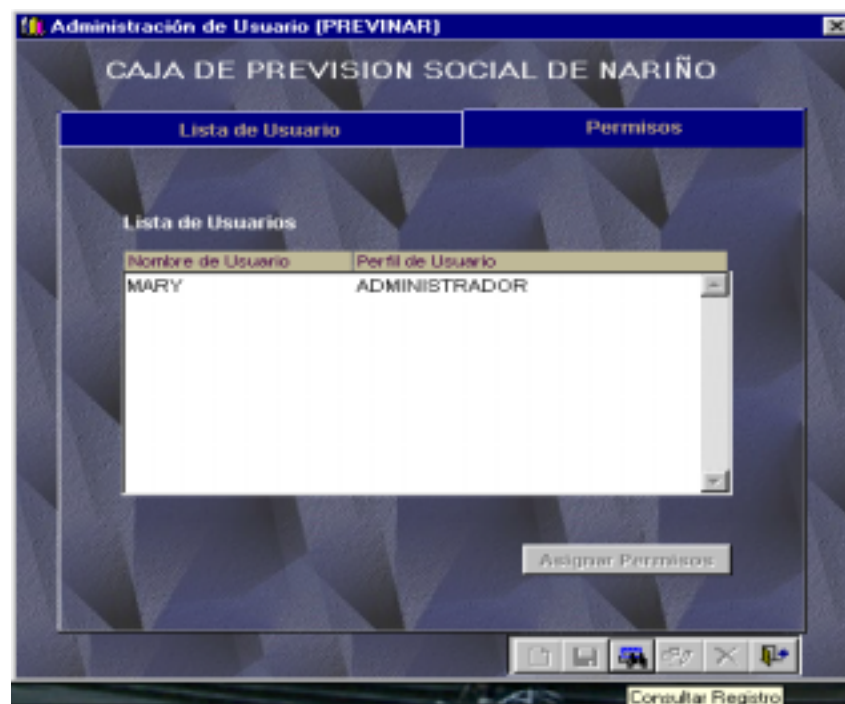 Administración de Usuario (PREVINAR)
CAJA DE PREVISION SOCIAL DE NARIÑO
Lista de Usuario Permisos
Lista de Usuarios
Nombre de Usuario Perfil de Usuario
MARY ADMINISTRADOR
Asignar Permisos
Consultar Registro